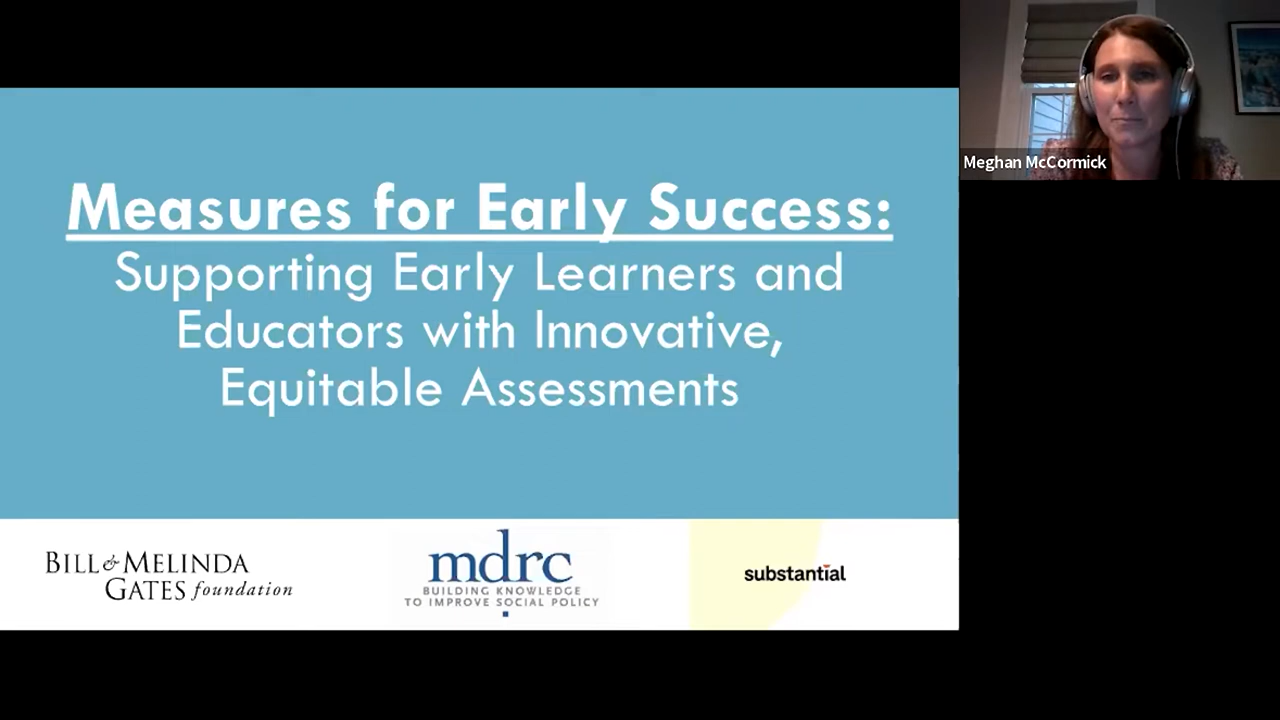 Measures for Early Success:
Supporting Early Learners and
Educators with Innovative,
Equitable Assessments
BILL & MELINDA
GATES foundation
mdrc
BUILDING KNOWLEDGE
TO IMPROVE SOCIAL POLICY
substantial
Meghan McCormick